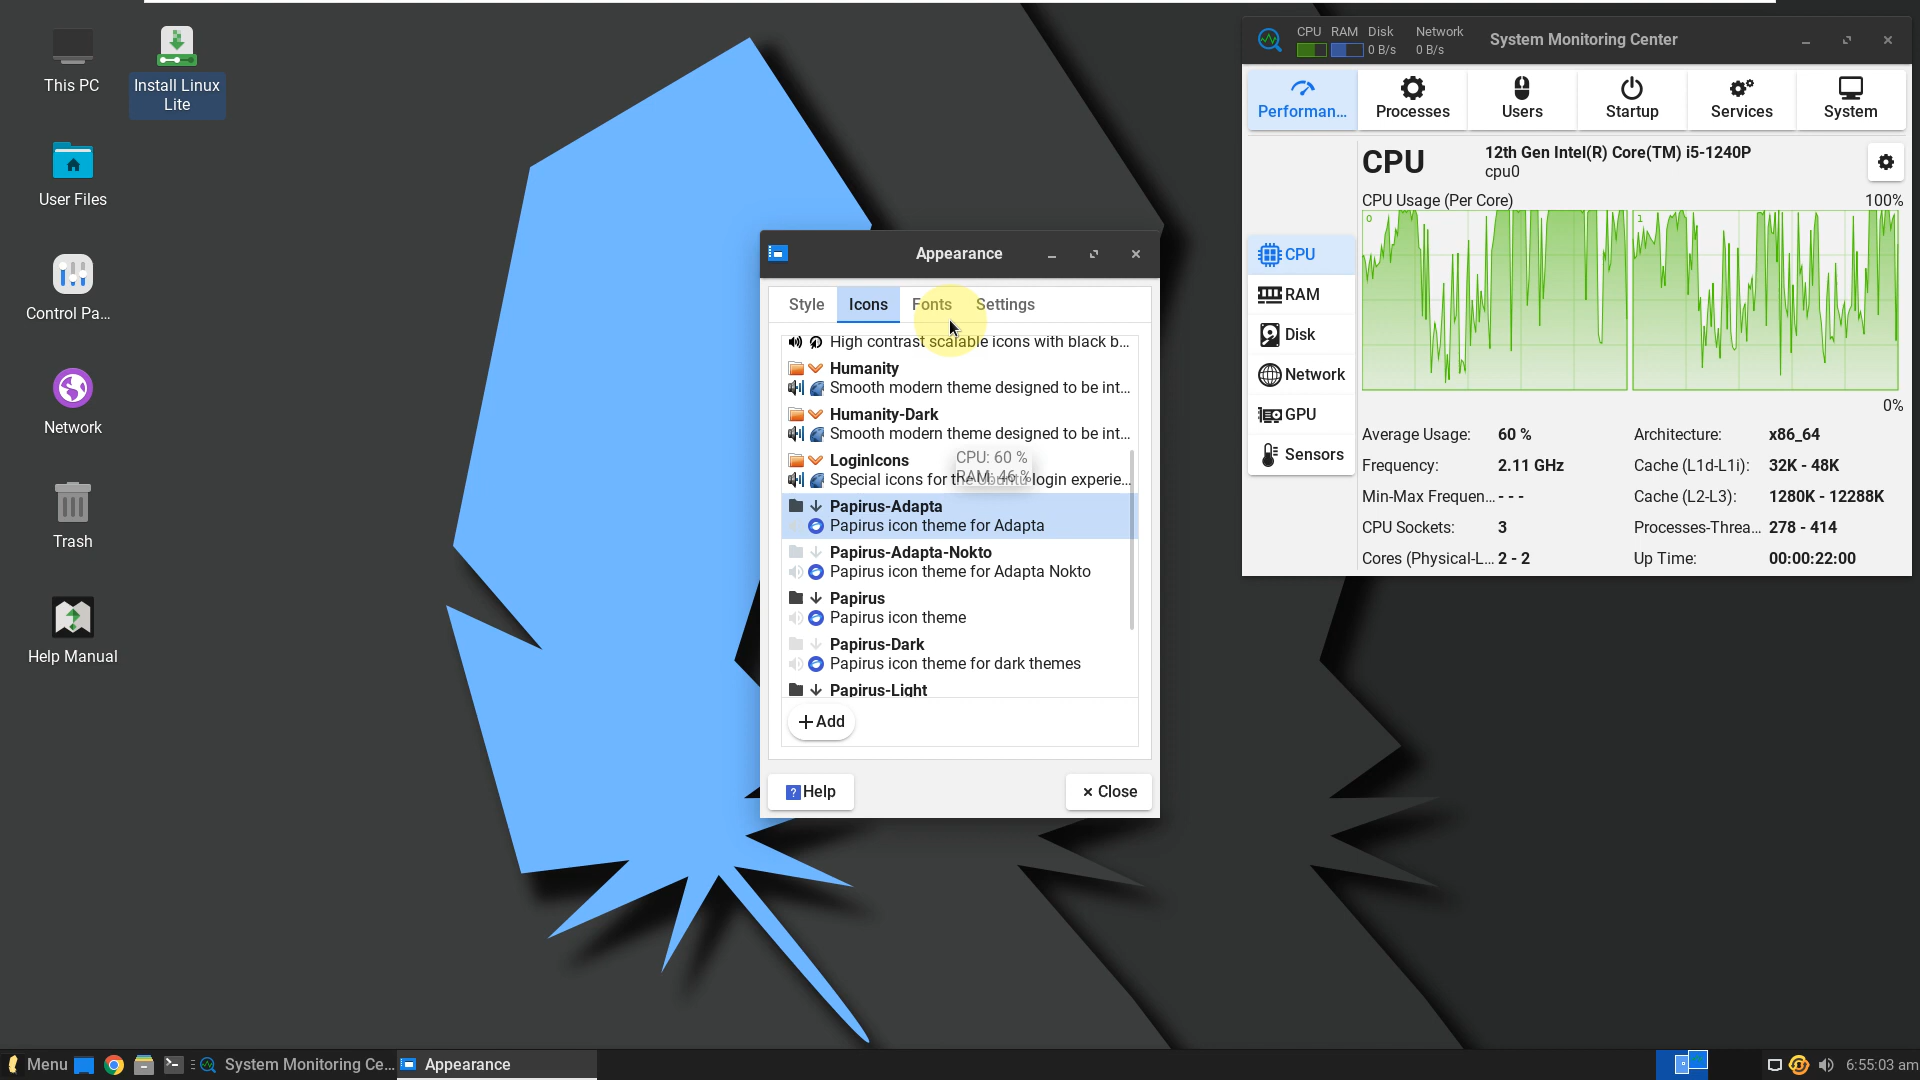 This PC
Install Linux
Lite
User Files
Control Pa...
Network
Trash
Help Manual
CPU RAM Disk Network
0 B/s 0 B/s
System Monitoring Center
Performan...
Processes
Users
Startup
Services
System
CPU
12th Gen Intel(R) Core(TM) i5-1240P
cpu0
CPU Usage (Per Core) 100%
0 1
0%
CPU
RAM
Disk
Network
GPU
Sensors
Average Usage: 60 % Architecture: x86_64
Frequency: 2.11 GHz Cache (L1d-L1i): 32K - 48K
Min-Max Frequen... - - - Cache (L2-L3): 1280K - 12288K
CPU Sockets: 3 Processes-Threa... 278 - 414
Cores (Physical-L... 2 - 2 Up Time: 00:00:22:00
Appearance
Style Icons Fonts Settings
High contrast scalable icons with black b...
Humanity
Smooth modern theme designed to be int...
Humanity-Dark
Smooth modern theme designed to be int...
LoginIcons
Special icons for the Ubuntu login experie...
CPU: 60 %
RAM: 46 %
Papirus-Adapta
Papirus icon theme for Adapta
Papirus-Adapta-Nokto
Papirus icon theme for Adapta Nokto
Papirus
Papirus icon theme
Papirus-Dark
Papirus icon theme for dark themes
Papirus-Light
+Add
? Help
× Close
Menu
System Monitoring Ce...
Appearance
6:55:03 am